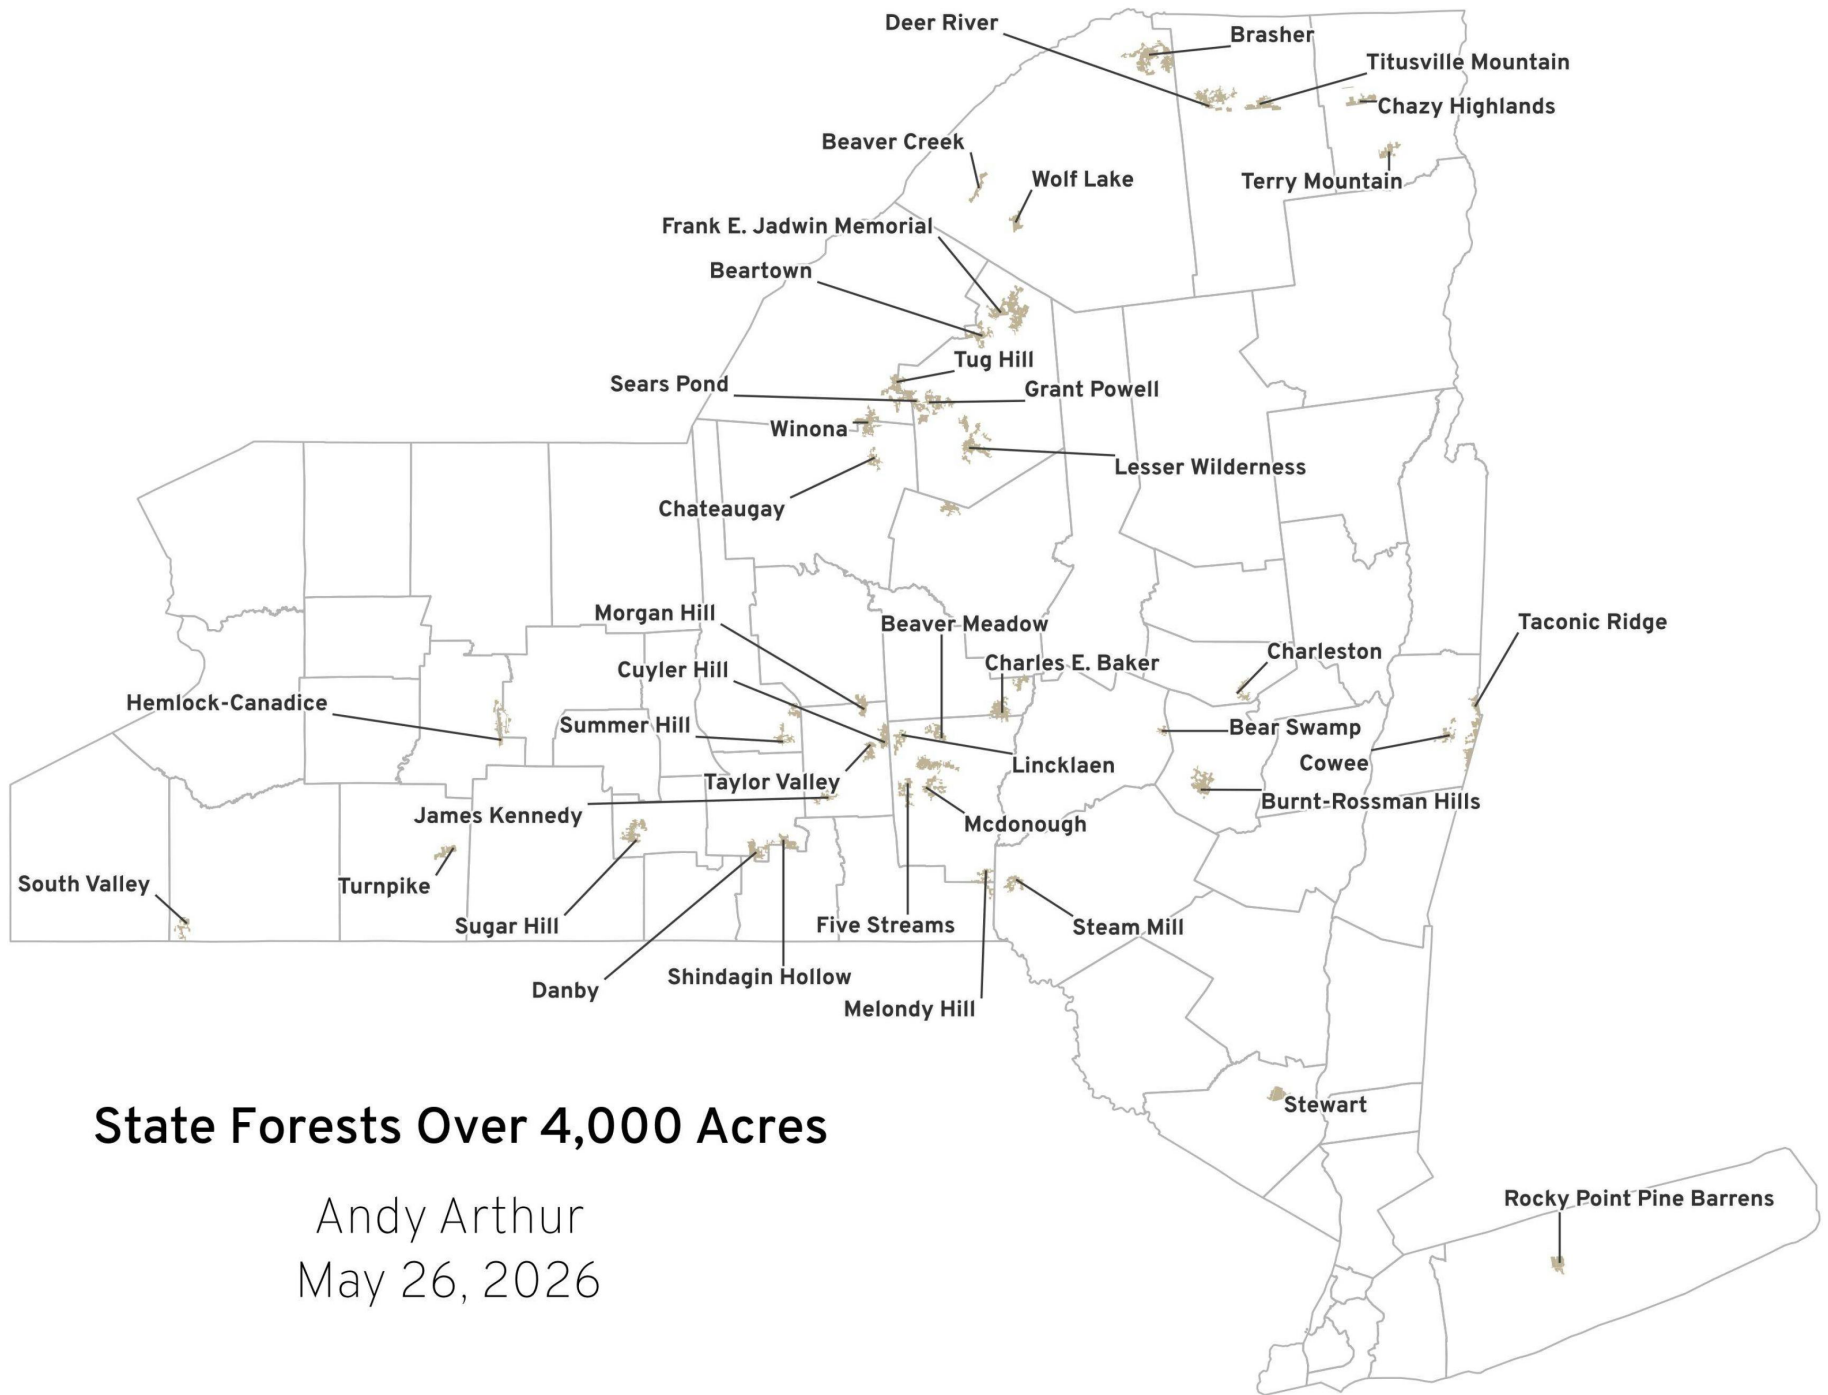 Deer River
Brasher
Titusville Mountain
Chazy Highlands
Beaver Creek
Wolf Lake
Terry Mountain
Frank E. Jadwin Memorial
Beartown
Tug Hill
Sears Pond
Grant Powell
Winona
Lesser Wilderness
Chateaugay
Morgan Hill
Beaver Meadow
Taconic Ridge
Charleston
Cuyler Hill
Charles E. Baker
Hemlock-Canadice
Summer Hill
Bear Swamp
Cowee
Lincklaen
Taylor Valley
Burnt-Rossman Hills
James Kennedy
Mcdonough
South Valley
Turnpike
Sugar Hill
Five Streams
Steam Mill
Shindagin Hollow
Danby
Melondy Hill
Stewart
State Forests Over 4,000 Acres
Andy Arthur
May 26, 2026
Rocky Point Pine Barrens